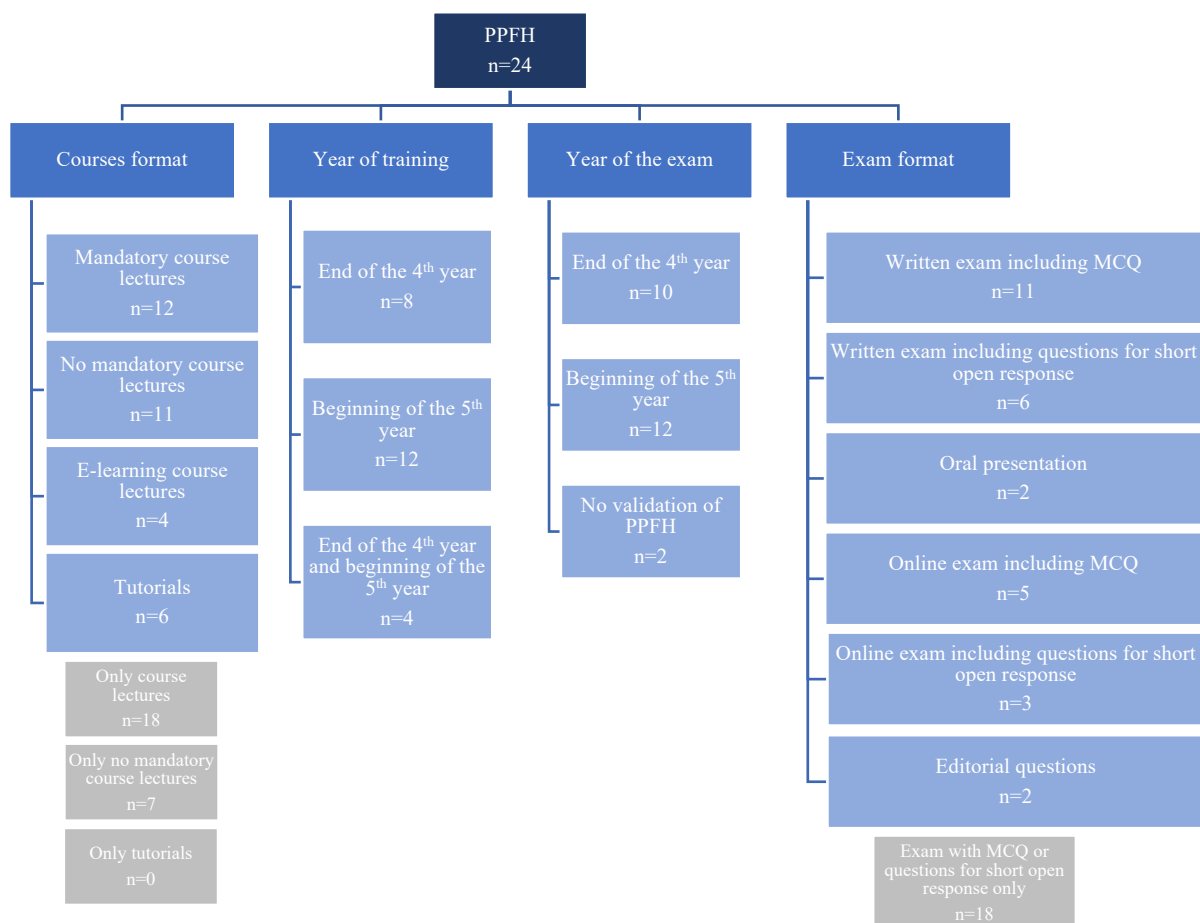 PPFH
n=24
Courses format
Mandatory course
lectures
n=12
No mandatory course
lectures
n=11
E-learning course
lectures
n=4
Tutorials
n=6
Only course
lectures
n=18
Only no mandatory
course lectures
n=7
Only tutorials
n=0
Year of training
End of the 4th year
n=8
Beginning of the 5th
year
n=12
End of the 4th year
and beginning of the
5th year
n=4
Year of the exam
End of the 4th year
n=10
Beginning of the 5th
year
n=12
No validation of
PPFH
n=2
Exam format
Written exam including MCQ
n=11
Written exam including questions for short
open response
n=6
Oral presentation
n=2
Online exam including MCQ
n=5
Online exam including questions for short
open response
n=3
Editorial questions
n=2
Exam with MCQ or
questions for short open
response only
n=18